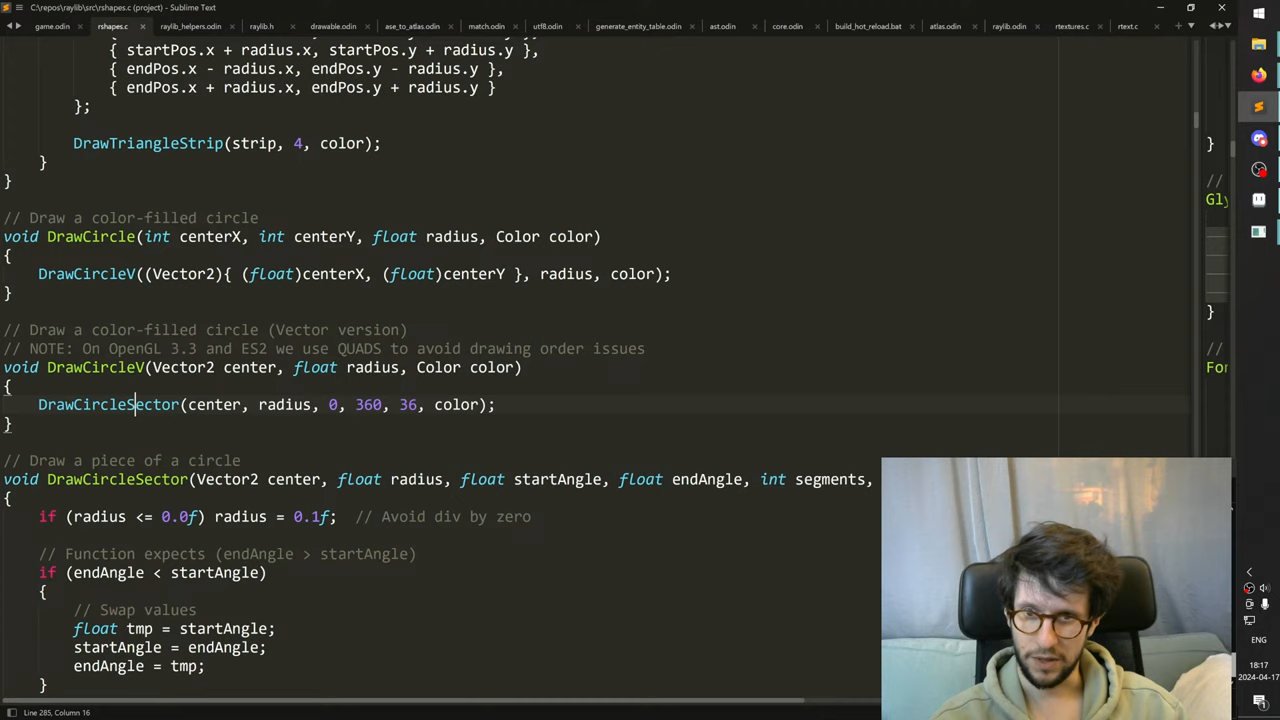 C:\repos\raylib\src\rshapes.c (project) - Sublime Text
game.odin
rshapes.c
raylib_helpers.odin
raylib.h
drawable.odin
ase_to_atlas.odin
match.odin
utf8.odin
generate_entity_table.odin
ast.odin
core.odin
build_hot_reload.bat
atlas.odin
raylib.odin
rtextures.c
rtext.c
{ startPos.x + radius.x, startPos.y + radius.y },
{ endPos.x - radius.x, endPos.y - radius.y },
{ endPos.x + radius.x, endPos.y + radius.y }
};
DrawTriangleStrip(strip, 4, color);
}
}
// Draw a color-filled circle
void DrawCircle(int centerX, int centerY, float radius, Color color)
{
DrawCircleV((Vector2){ (float)centerX, (float)centerY }, radius, color);
}
// Draw a color-filled circle (Vector version)
// NOTE: On OpenGL 3.3 and ES2 we use QUADS to avoid drawing order issues
void DrawCircleV(Vector2 center, float radius, Color color)
{
DrawCircleSector(center, radius, 0, 360, 36, color);
}
// Draw a piece of a circle
void DrawCircleSector(Vector2 center, float radius, float startAngle, float endAngle, int segments,
{
if (radius <= 0.0f) radius = 0.1f; // Avoid div by zero
// Function expects (endAngle > startAngle)
if (endAngle < startAngle)
{
// Swap values
float tmp = startAngle;
startAngle = endAngle;
endAngle = tmp;
}
}
//
Gly
}
//
For
ENG
18:17
2024-04-17
Line 285, Column 16